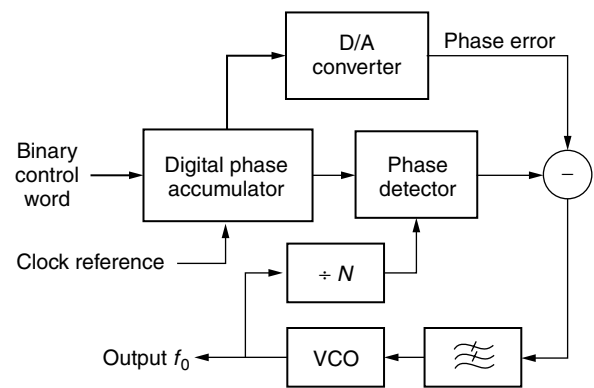 D/A
converter
Phase error
Binary
control
word
Digital phase
accumulator
Phase
detector
−
Clock reference
÷ N
Output f₀
VCO